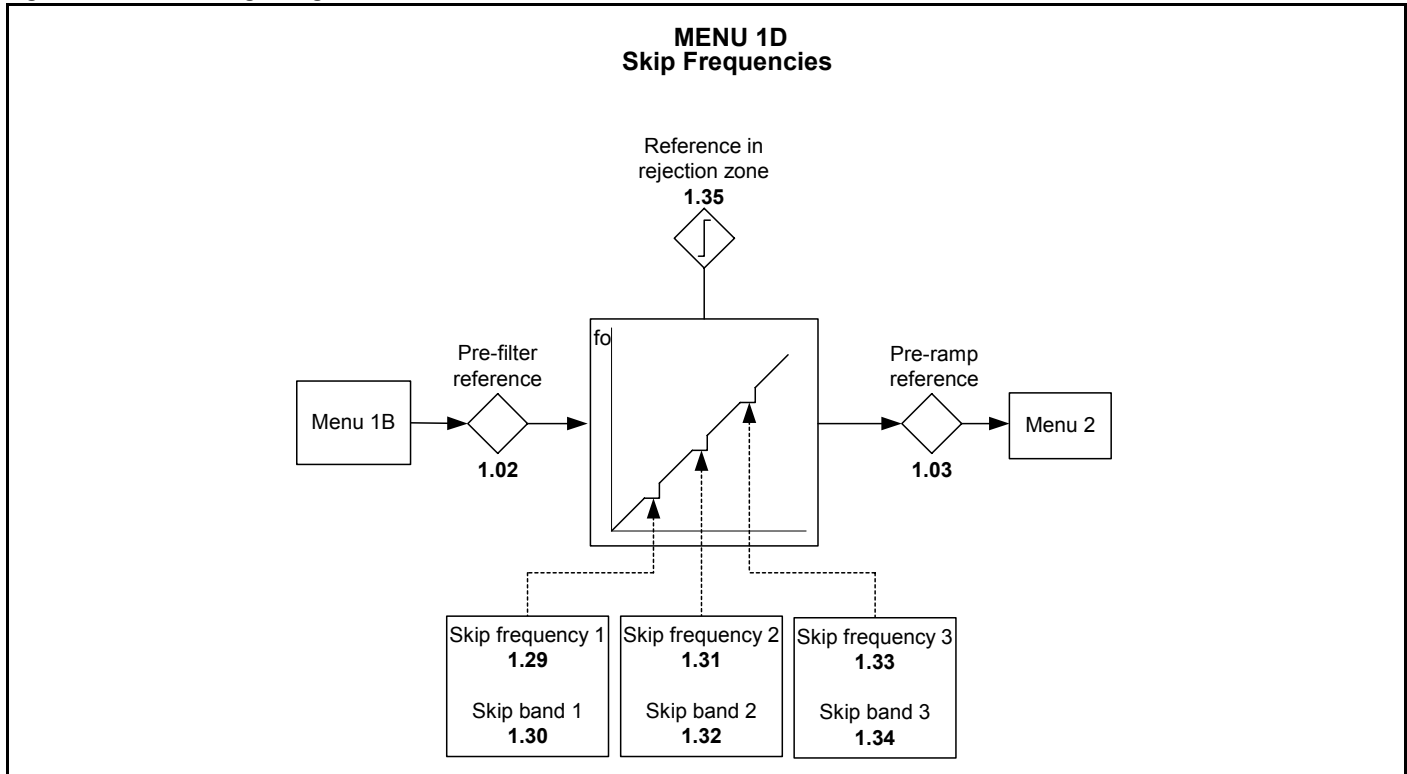 MENU 1D
Skip Frequencies
Reference in
rejection zone
1.35
fo
Pre-filter
reference
1.02
Menu 1B
Pre-ramp
reference
1.03
Menu 2
Skip frequency 1
1.29
Skip band 1
1.30
Skip frequency 2
1.31
Skip band 2
1.32
Skip frequency 3
1.33
Skip band 3
1.34